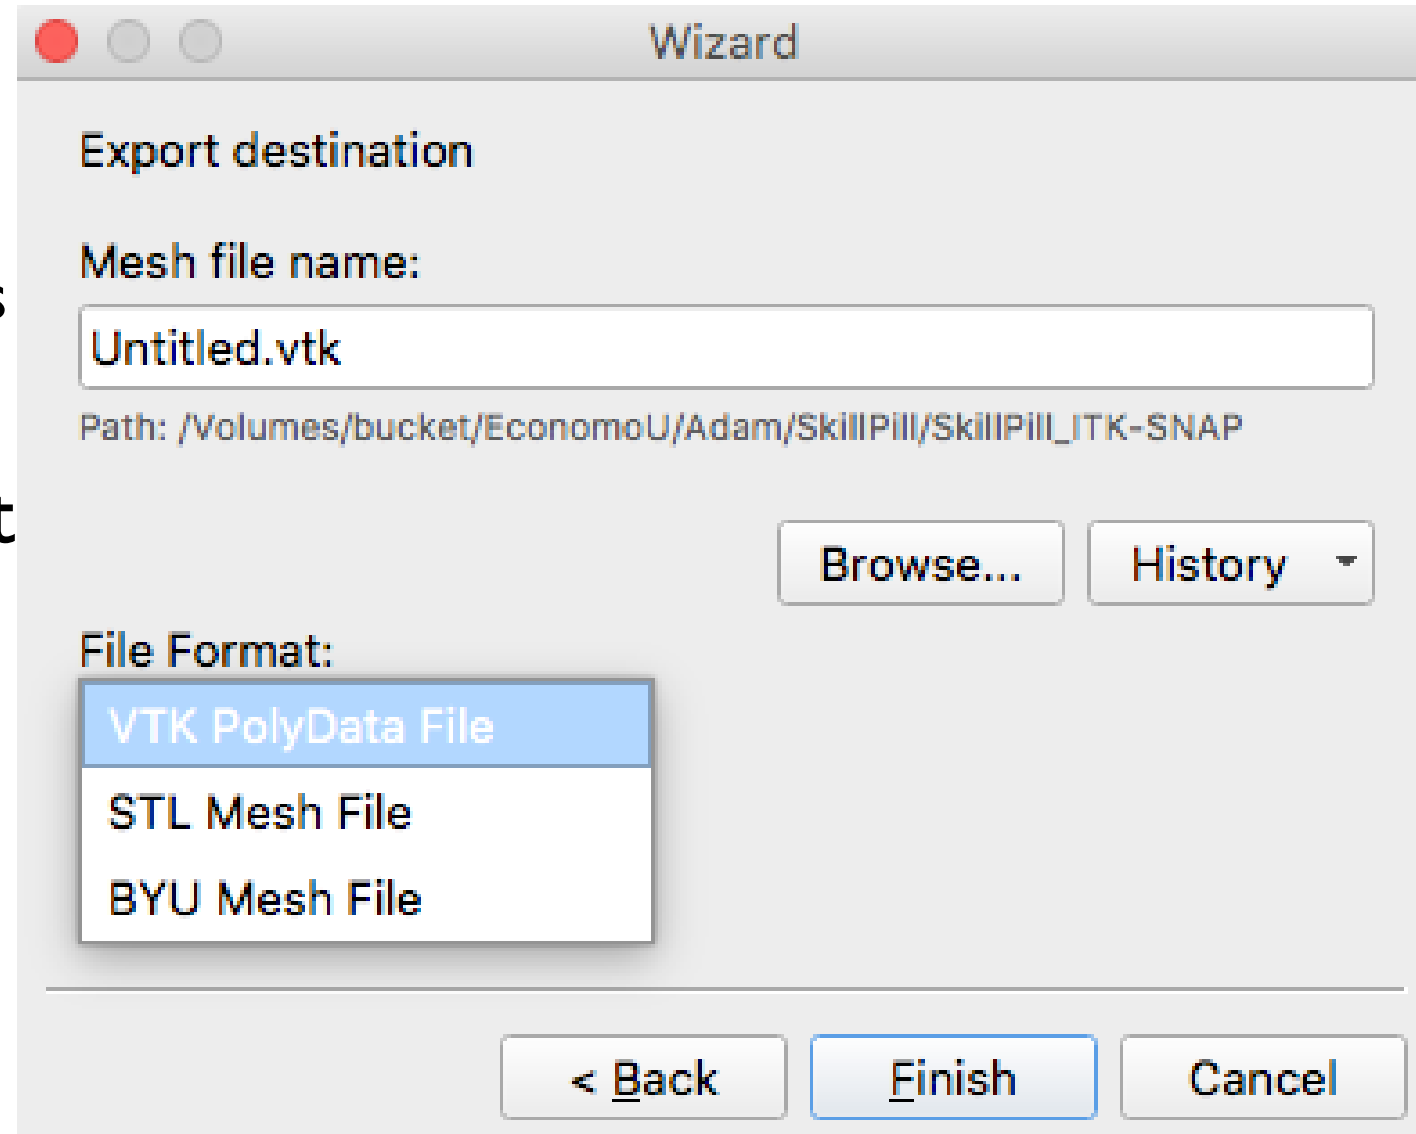 Wizard
Export destination
Mesh file name:
Untitled.vtk
Path: /Volumes/bucket/EconomoU/Adam/SkillPill/SkillPill_ITK-SNAP
Browse... History
File Format:
VTK PolyData File
STL Mesh File
BYU Mesh File
< Back Finish Cancel